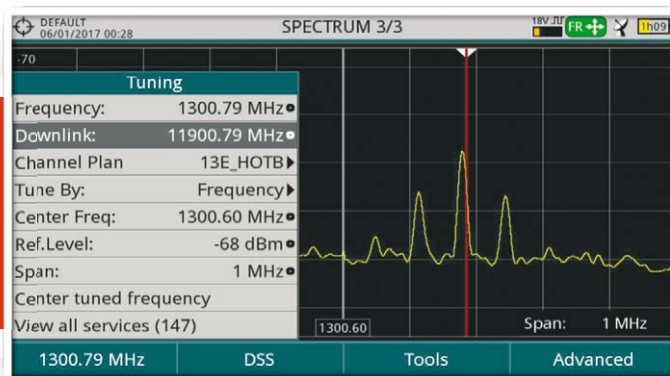 DEFAULT
06/01/2017 00:28
SPECTRUM 3/3
18V
FR
1h09
-70
Tuning
Frequency: 1300.79 MHz
Downlink: 11900.79 MHz
Channel Plan 13E_HOTB
Tune By: Frequency
Center Freq: 1300.60 MHz
Ref.Level: -68 dBm
Span: 1 MHz
Center tuned frequency
View all services (147)
1300.60
Span: 1 MHz
1300.79 MHz DSS Tools Advanced